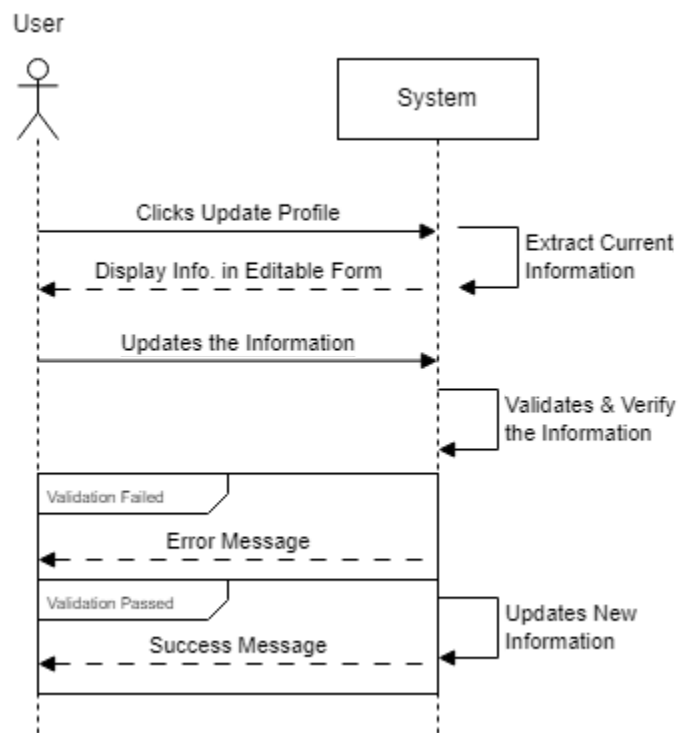 User
System
Clicks Update Profile
Extract Current
Information
Display Info. in Editable Form
Updates the Information
Validates & Verify
the Information
Validation Failed
Error Message
Validation Passed
Updates New
Information
Success Message